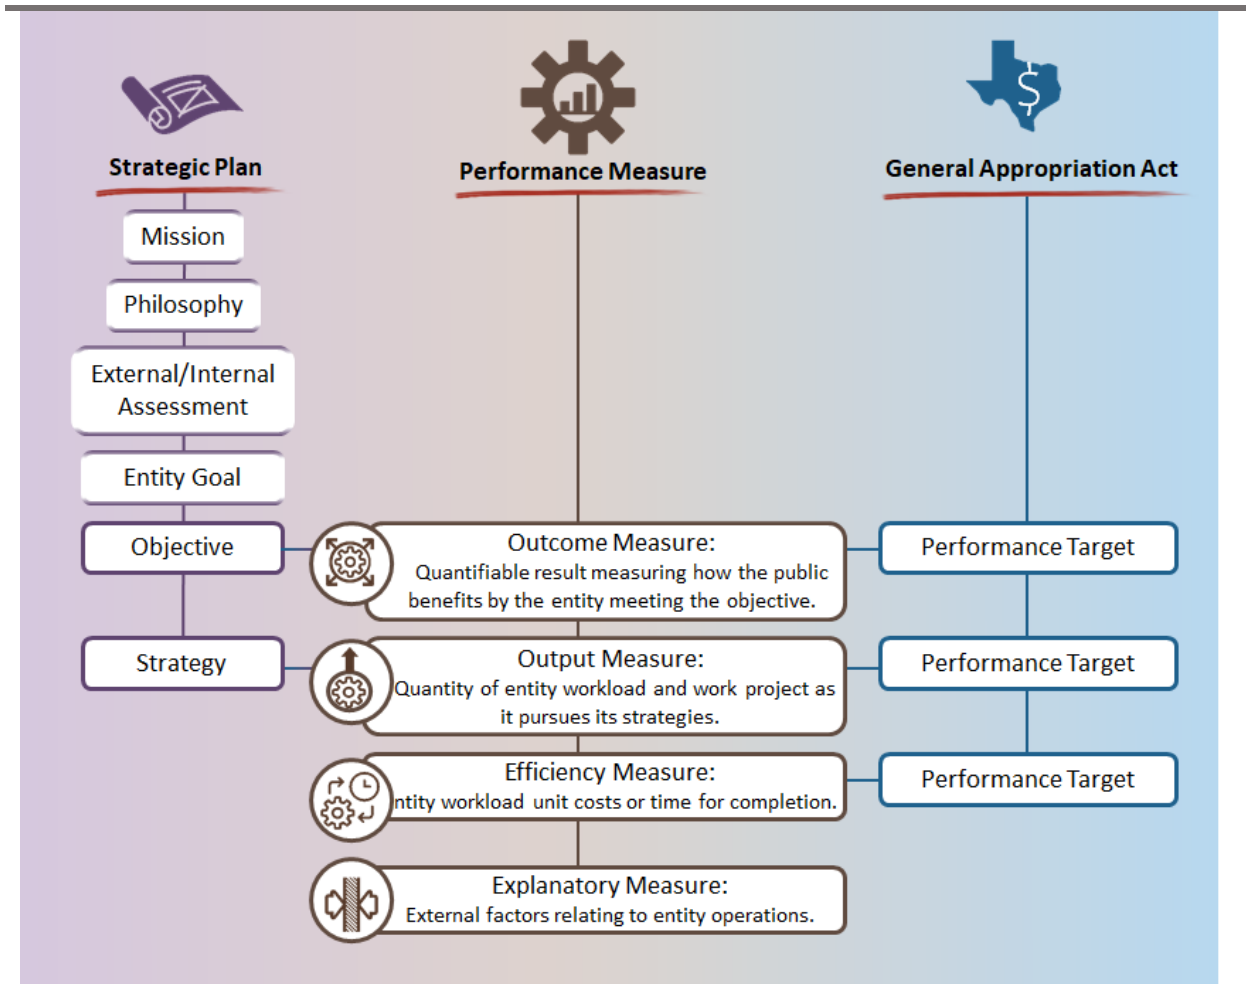 Strategic Plan
Mission
Philosophy
External/Internal
Assessment
Entity Goal
Objective
Strategy
Performance Measure
Outcome Measure:
Quantifiable result measuring how the public
benefits by the entity meeting the objective.
Output Measure:
Quantity of entity workload and work project as
it pursues its strategies.
Efficiency Measure:
ntity workload unit costs or time for completion.
Explanatory Measure:
External factors relating to entity operations.
$
General Appropriation Act
Performance Target
Performance Target
Performance Target